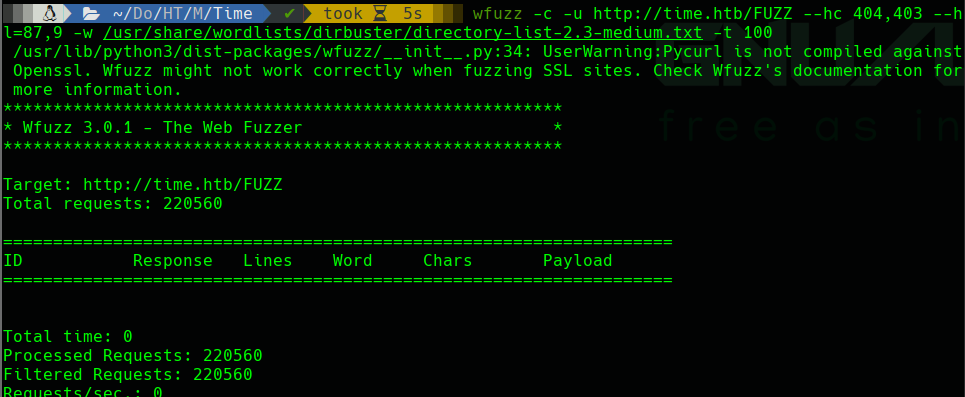 ~/Do/HT/M/Time ✔ took ⌛ 5s wfuzz -c -u http://time.htb/FUZZ --hc 404,403 --h
l=87,9 -w /usr/share/wordlists/dirbuster/directory-list-2.3-medium.txt -t 100
/usr/lib/python3/dist-packages/wfuzz/__init__.py:34: UserWarning:Pycurl is not compiled against
Openssl. Wfuzz might not work correctly when fuzzing SSL sites. Check Wfuzz's documentation for
more information.
********************************************************
* Wfuzz 3.0.1 - The Web Fuzzer                         *
********************************************************
Target: http://time.htb/FUZZ
Total requests: 220560
===================================================================
ID           Response   Lines    Word     Chars       Payload
===================================================================
Total time: 0
Processed Requests: 220560
Filtered Requests: 220560
Requests/sec.: 0
free as in